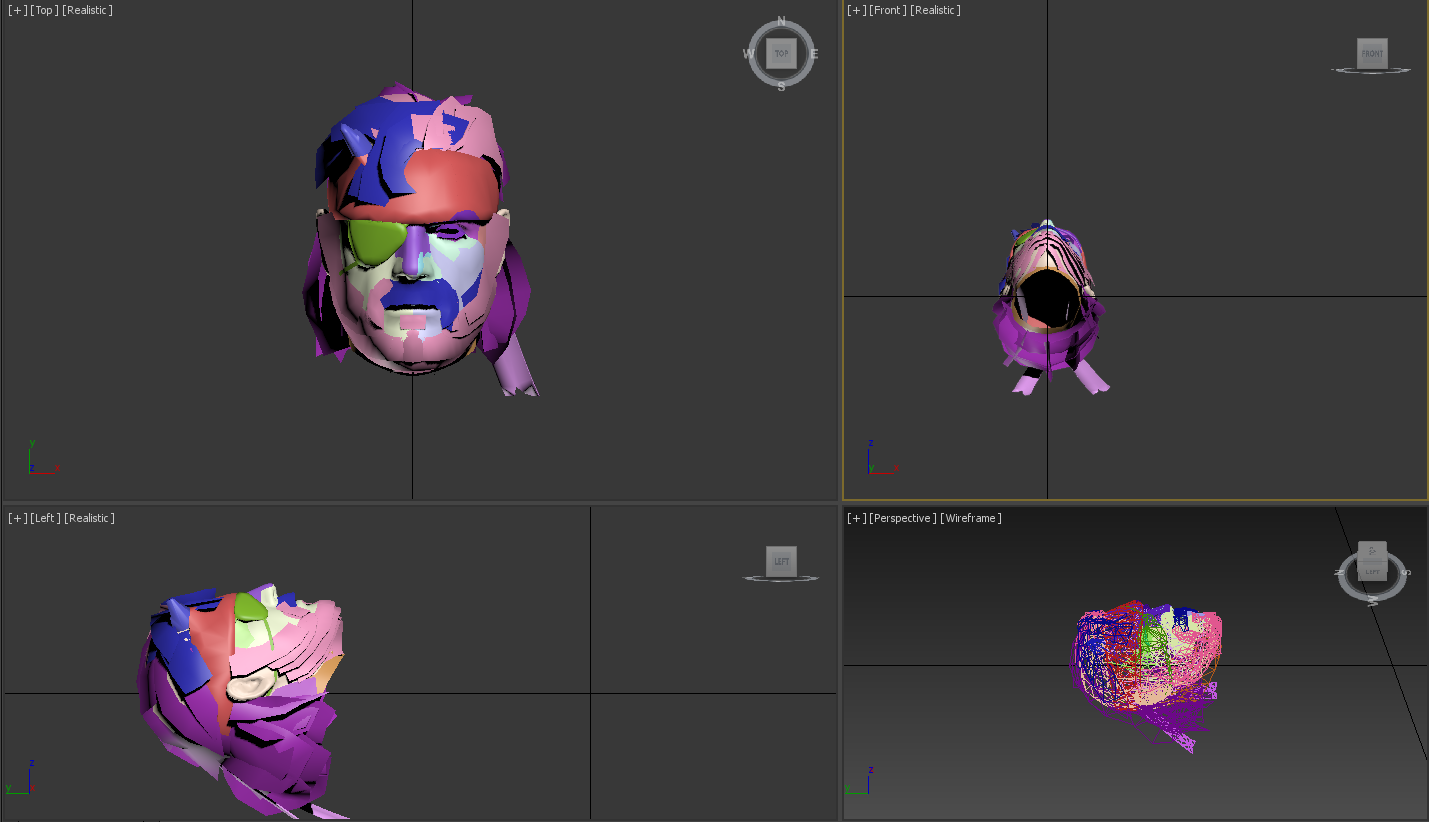 [+] [Top] [Realistic]
N
W TOP E
S
[+] [Front] [Realistic]
FRONT
y
z x
z
y x
[+] [Left] [Realistic]
LEFT
z
y x
[+] [Perspective] [Wireframe]
N LEFT S
W
z
y